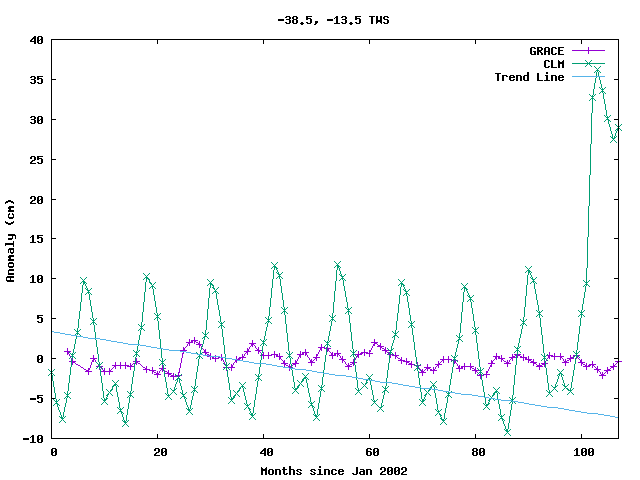 -38.5, -13.5 TWS
GRACE
CLM
Trend Line
40
35
30
25
20
15
10
5
0
-5
-10
Anomaly (cm)
0 20 40 60 80 100
Months since Jan 2002